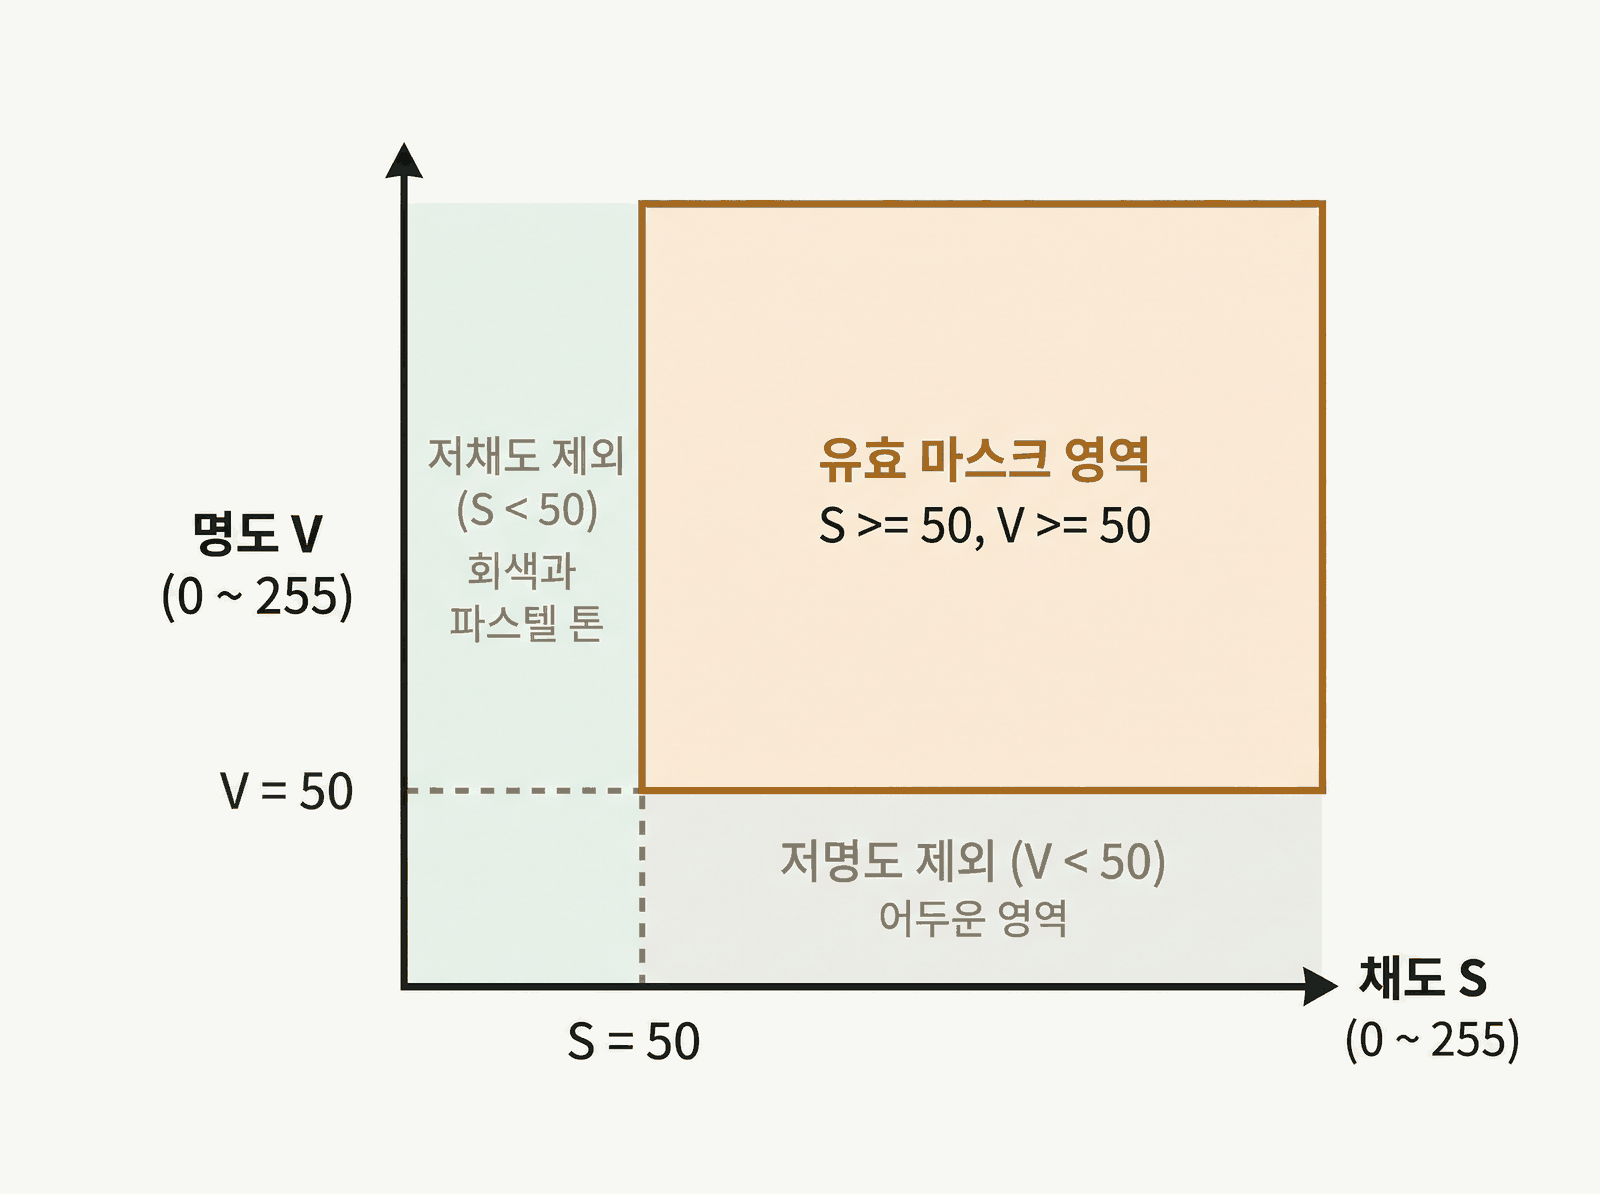 저채도 제외
(S < 50)
회색과
파스텔 톤
유효 마스크 영역
S >= 50, V >= 50
명도 V
(0 ~ 255)
V = 50
저명도 제외 (V < 50)
어두운 영역
채도 S
(0 ~ 255)
S = 50